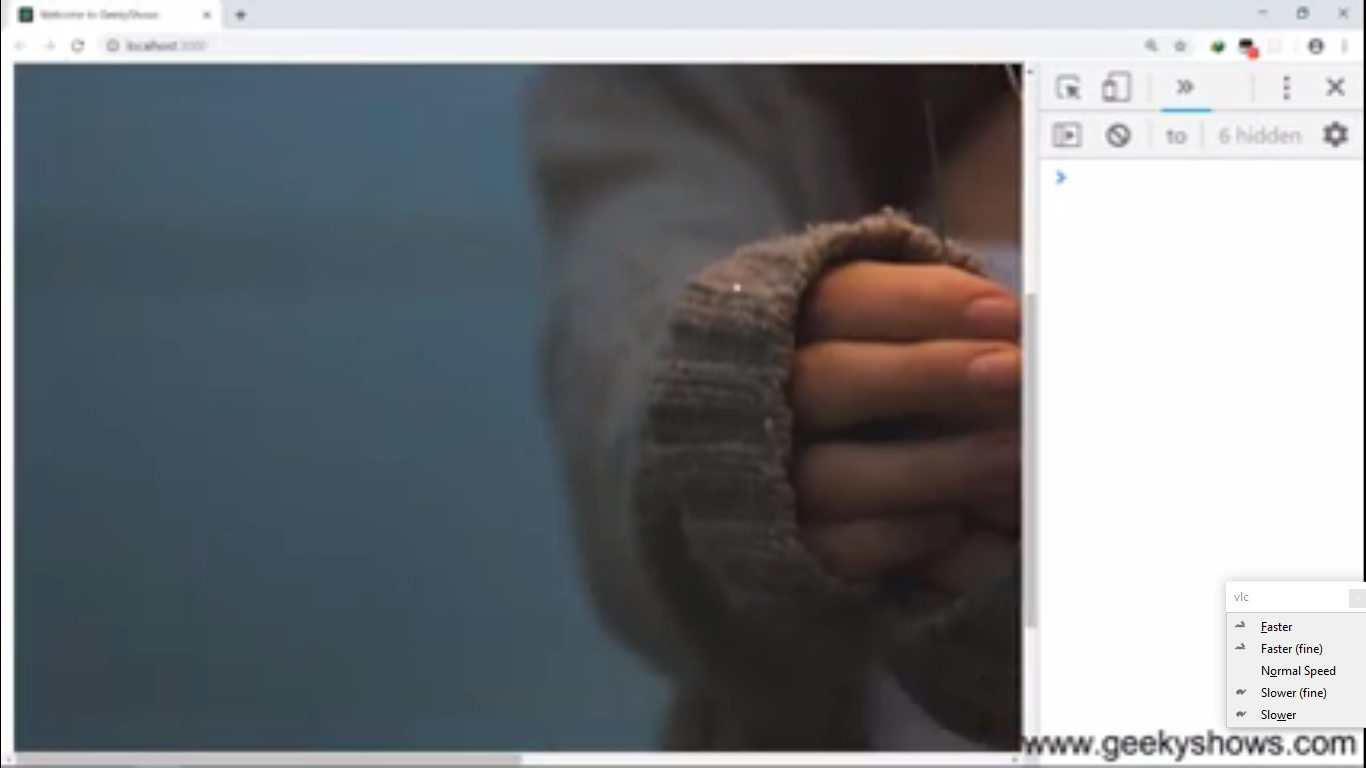 Welcome to GeekyShows
localhost:3000
to
6 hidden
vlc
Faster
Faster (fine)
Normal Speed
Slower (fine)
Slower
www.geekyshows.com